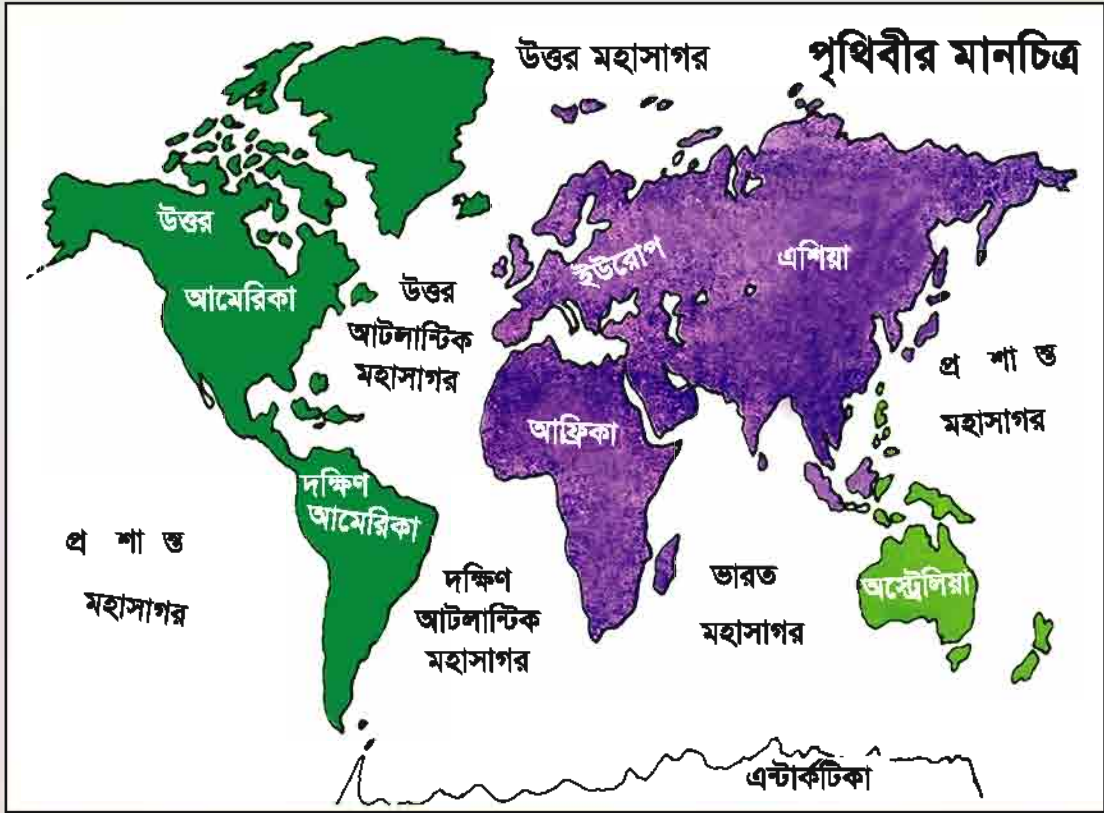 উত্তর মহাসাগর
পৃথিবীর মানচিত্র
উত্তর
আমেরিকা
উত্তর
আটলান্টিক
মহাসাগর
ইউরোপ
এশিয়া
প্র শা ন্ত
মহাসাগর
আফ্রিকা
দক্ষিণ
আমেরিকা
প্র শা ন্ত
মহাসাগর
দক্ষিণ
আটলান্টিক
মহাসাগর
ভারত
মহাসাগর
অস্ট্রেলিয়া
এন্টার্কটিকা